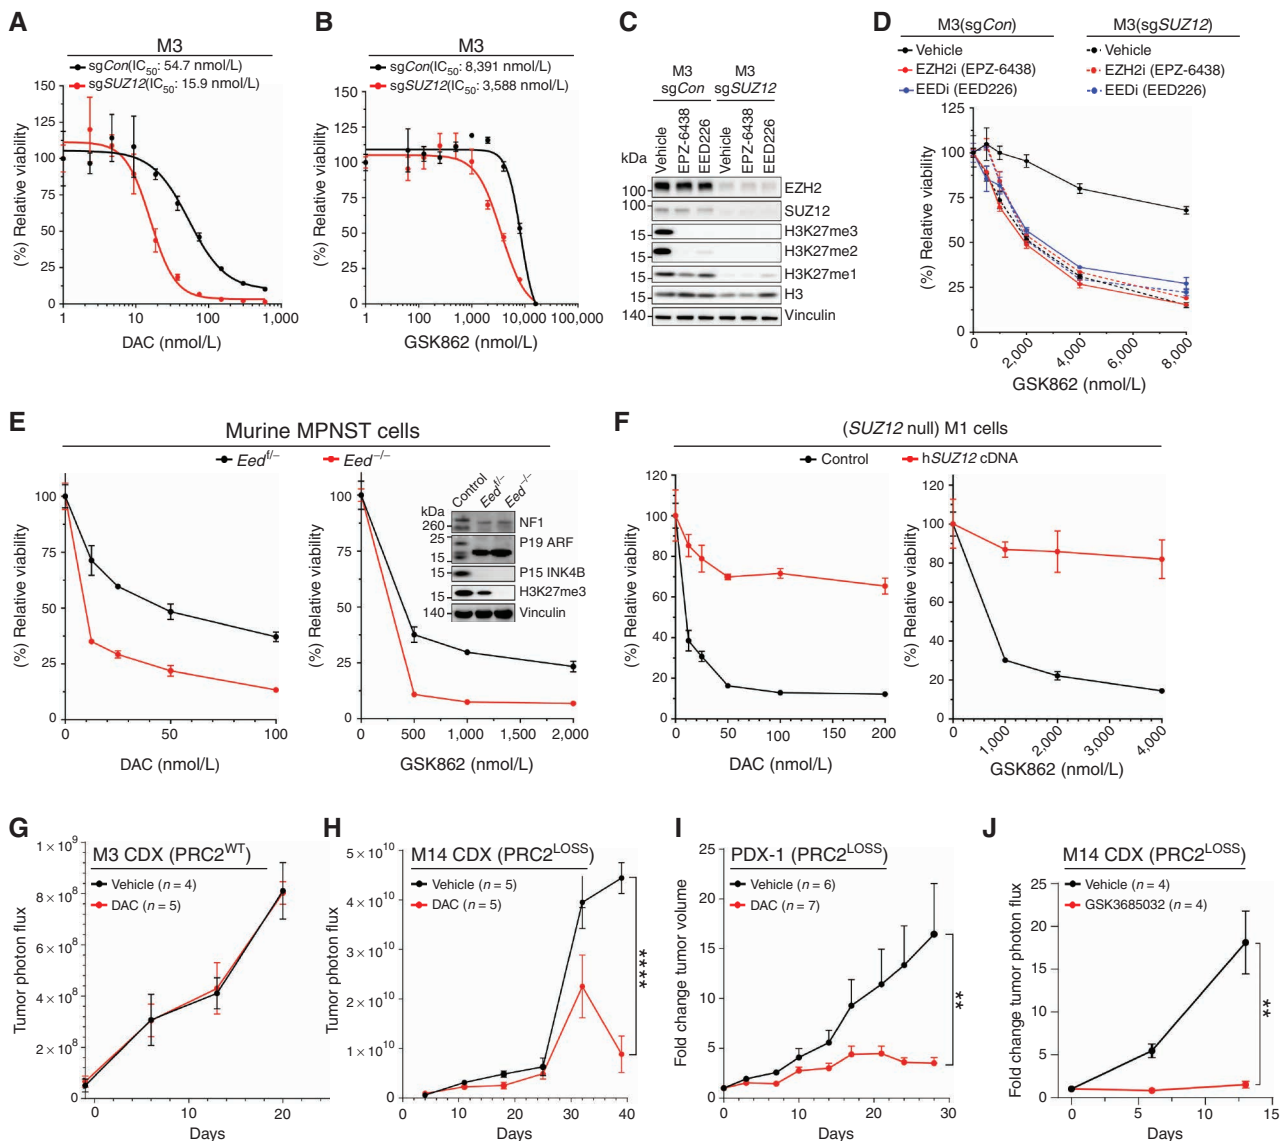 A
M3
sgCon(IC50: 54.7 nmol/L)
sgSUZ12(IC50: 15.9 nmol/L)
(%) Relative viability
150
125
100
75
50
25
0
1
10
100
1,000
DAC (nmol/L)
B
M3
sgCon(IC50: 8,391 nmol/L)
sgSUZ12(IC50: 3,588 nmol/L)
(%) Relative viability
150
125
100
75
50
25
0
1
10
100
1,000
10,000
100,000
GSK862 (nmol/L)
C
M3 sgCon
M3 sgSUZ12
Vehicle
EPZ-6438
EED226
Vehicle
EPZ-6438
EED226
kDa
100 EZH2
100 SUZ12
15 H3K27me3
15 H3K27me2
15 H3K27me1
15 H3
140 Vinculin
D
M3(sgCon)
Vehicle
EZH2i (EPZ-6438)
EEDi (EED226)
M3(sgSUZ12)
Vehicle
EZH2i (EPZ-6438)
EEDi (EED226)
(%) Relative viability
125
100
75
50
25
0
0
2,000
4,000
6,000
8,000
GSK862 (nmol/L)
E
Murine MPNST cells
Eed f/–
Eed –/–
(%) Relative viability
100
75
50
25
0
0
50
100
DAC (nmol/L)
(%) Relative viability
100
75
50
25
0
0
500
1,000
1,500
2,000
GSK862 (nmol/L)
Control
Eed f/–
Eed –/–
kDa
260 NF1
25
15 P19 ARF
15 P15 INK4B
15 H3K27me3
140 Vinculin
F
(SUZ12 null) M1 cells
Control
hSUZ12 cDNA
(%) Relative viability
120
100
80
60
40
20
0
0
50
100
150
200
DAC (nmol/L)
(%) Relative viability
120
100
80
60
40
20
0
0
1,000
2,000
3,000
4,000
GSK862 (nmol/L)
G
M3 CDX (PRC2WT)
Vehicle (n = 4)
DAC (n = 5)
Tumor photon flux
1 × 10⁹
8 × 10⁸
6 × 10⁸
4 × 10⁸
2 × 10⁸
0
0
10
20
Days
H
M14 CDX (PRC2LOSS)
Vehicle (n = 5)
DAC (n = 5)
Tumor photon flux
5 × 10¹⁰
4 × 10¹⁰
3 × 10¹⁰
2 × 10¹⁰
1 × 10¹⁰
0
0
10
20
30
40
Days
****
I
PDX-1 (PRC2LOSS)
Vehicle (n = 6)
DAC (n = 7)
Fold change tumor volume
25
20
15
10
5
0
0
10
20
30
Days
**
J
M14 CDX (PRC2LOSS)
Vehicle (n = 4)
GSK3685032 (n = 4)
Fold change tumor photon flux
25
20
15
10
5
0
0
5
10
15
Days
**